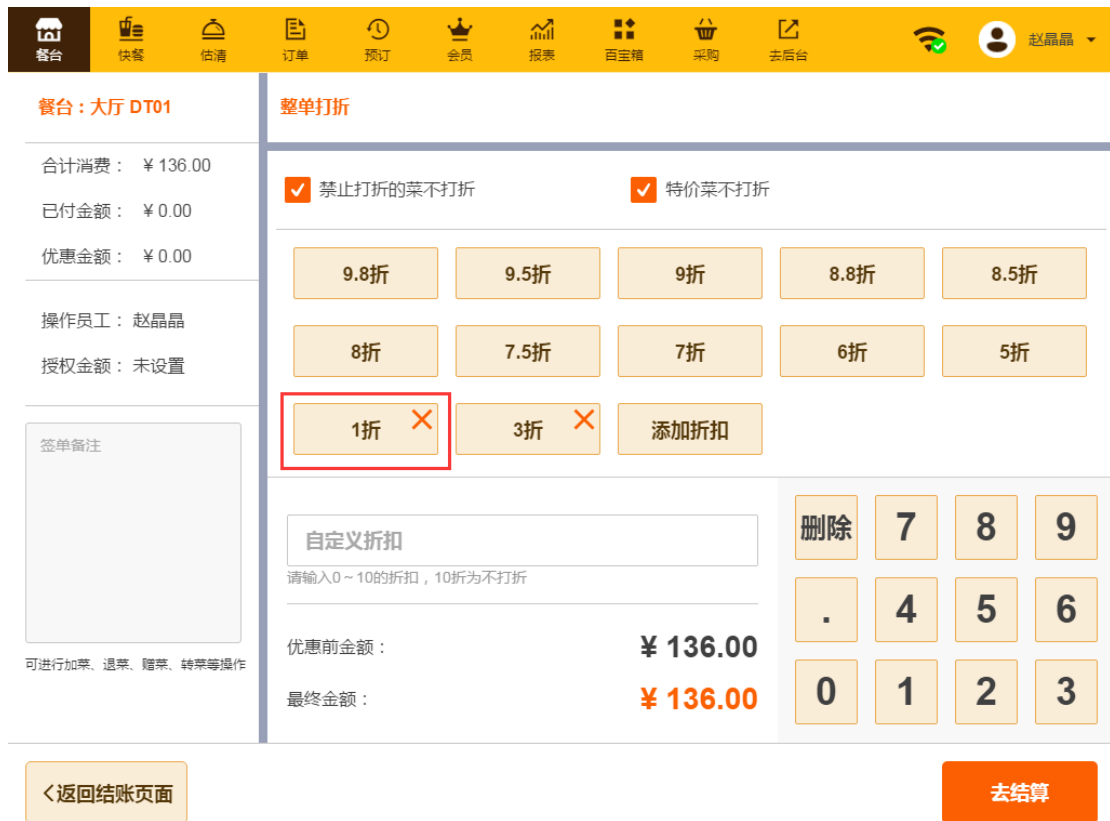 餐台 快餐 估清 订单 预订 会员 报表 百宝箱 采购 去后台 赵晶晶
餐台：大厅 DT01
合计消费： ￥136.00
已付金额： ￥0.00
优惠金额： ￥0.00
操作员工： 赵晶晶
授权金额： 未设置
签单备注
可进行加菜、退菜、赠菜、转菜等操作
整单打折
禁止打折的菜不打折 特价菜不打折
9.8折 9.5折 9折 8.8折 8.5折
8折 7.5折 7折 6折 5折
1折 3折 添加折扣
自定义折扣
请输入0~10的折扣，10折为不打折
优惠前金额： ￥136.00
最终金额： ￥136.00
删除 7 8 9
. 4 5 6
0 1 2 3
<返回结账页面 去结算